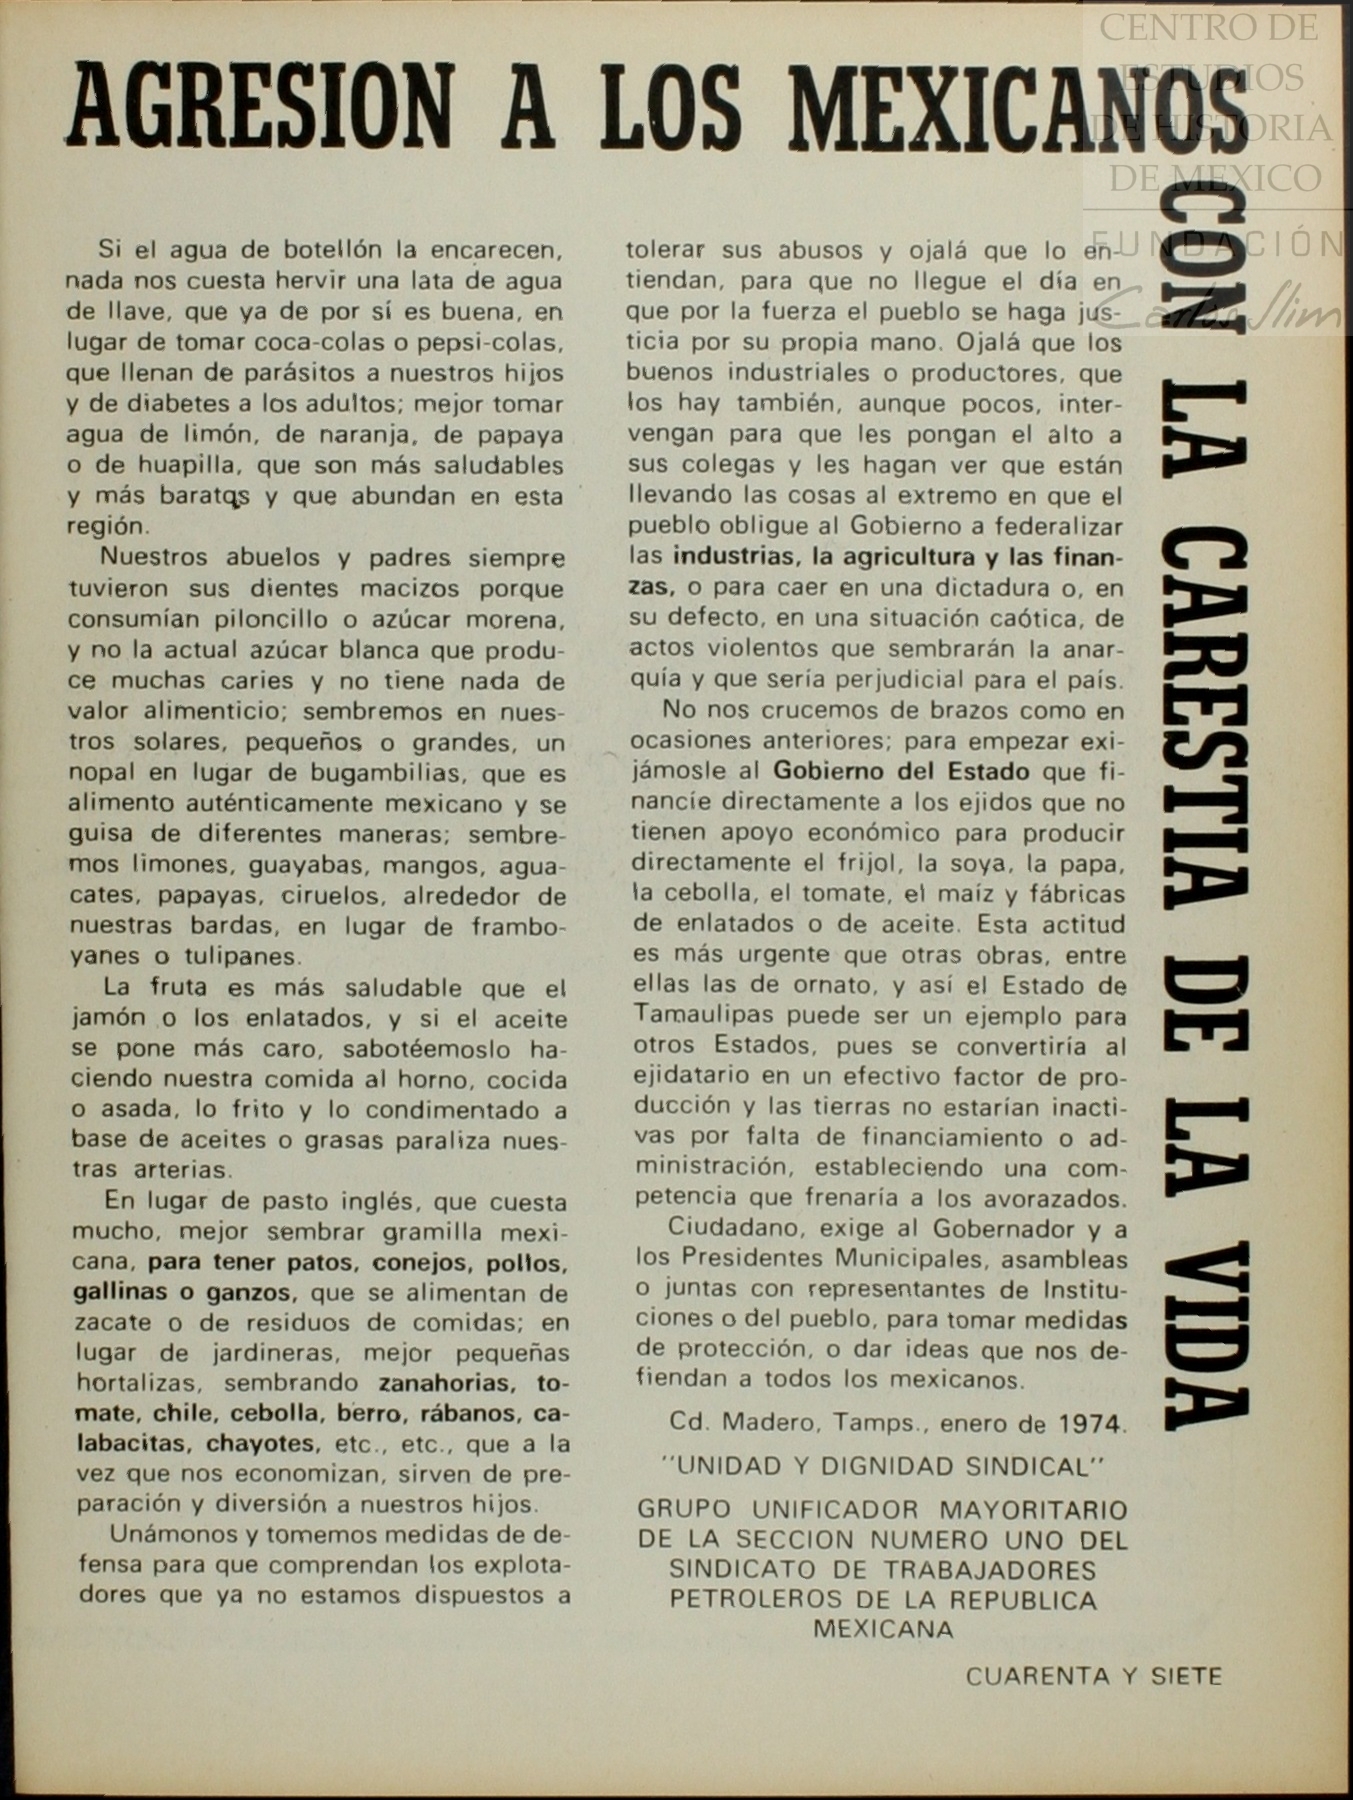 CENTRO DE
ESTUDIOS
DE HISTORIA
DE MEXICO
FUNDACIÓN
Carlos Slim
AGRESION A LOS MEXICANOS
CON LA CARESTIA DE LA VIDA
Si el agua de botellón la encarecen,
nada nos cuesta hervir una lata de agua
de llave, que ya de por sí es buena, en
lugar de tomar coca-colas o pepsi-colas,
que llenan de parásitos a nuestros hijos
y de diabetes a los adultos; mejor tomar
agua de limón, de naranja, de papaya
o de huapilla, que son más saludables
y más baratos y que abundan en esta
región.
Nuestros abuelos y padres siempre
tuvieron sus dientes macizos porque
consumían piloncillo o azúcar morena,
y no la actual azúcar blanca que produ-
ce muchas caries y no tiene nada de
valor alimenticio; sembremos en nues-
tros solares, pequeños o grandes, un
nopal en lugar de bugambilias, que es
alimento auténticamente mexicano y se
guisa de diferentes maneras; sembre-
mos limones, guayabas, mangos, agua-
cates, papayas, ciruelos, alrededor de
nuestras bardas, en lugar de frambo-
yanes o tulipanes.
La fruta es más saludable que el
jamón o los enlatados, y si el aceite
se pone más caro, sabotéemoslo ha-
ciendo nuestra comida al horno, cocida
o asada, lo frito y lo condimentado a
base de aceites o grasas paraliza nues-
tras arterias.
En lugar de pasto inglés, que cuesta
mucho, mejor sembrar gramilla mexi-
cana, para tener patos, conejos, pollos,
gallinas o ganzos, que se alimentan de
zacate o de residuos de comidas; en
lugar de jardineras, mejor pequeñas
hortalizas, sembrando zanahorias, to-
mate, chile, cebolla, berro, rábanos, ca-
labacitas, chayotes, etc., etc., que a la
vez que nos economizan, sirven de pre-
paración y diversión a nuestros hijos.
Unámonos y tomemos medidas de de-
fensa para que comprendan los explota-
dores que ya no estamos dispuestos a
tolerar sus abusos y ojalá que lo en-
tiendan, para que no llegue el día en
que por la fuerza el pueblo se haga jus-
ticia por su propia mano. Ojalá que los
buenos industriales o productores, que
los hay también, aunque pocos, inter-
vengan para que les pongan el alto a
sus colegas y les hagan ver que están
llevando las cosas al extremo en que el
pueblo obligue al Gobierno a federalizar
las industrias, la agricultura y las finan-
zas, o para caer en una dictadura o, en
su defecto, en una situación caótica, de
actos violentos que sembrarán la anar-
quía y que sería perjudicial para el país.
No nos crucemos de brazos como en
ocasiones anteriores; para empezar exi-
jámosle al Gobierno del Estado que fi-
nancíe directamente a los ejidos que no
tienen apoyo económico para producir
directamente el frijol, la soya, la papa,
la cebolla, el tomate, el maíz y fábricas
de enlatados o de aceite. Esta actitud
es más urgente que otras obras, entre
ellas las de ornato, y así el Estado de
Tamaulipas puede ser un ejemplo para
otros Estados, pues se convertiría al
ejidatario en un efectivo factor de pro-
ducción y las tierras no estarían inacti-
vas por falta de financiamiento o ad-
ministración, estableciendo una com-
petencia que frenaría a los avorazados.
Ciudadano, exige al Gobernador y a
los Presidentes Municipales, asambleas
o juntas con representantes de Institu-
ciones o del pueblo, para tomar medidas
de protección, o dar ideas que nos de-
fiendan a todos los mexicanos.
Cd. Madero, Tamps., enero de 1974.
"UNIDAD Y DIGNIDAD SINDICAL"
GRUPO UNIFICADOR MAYORITARIO
DE LA SECCION NUMERO UNO DEL
SINDICATO DE TRABAJADORES
PETROLEROS DE LA REPUBLICA
MEXICANA
CUARENTA Y SIETE